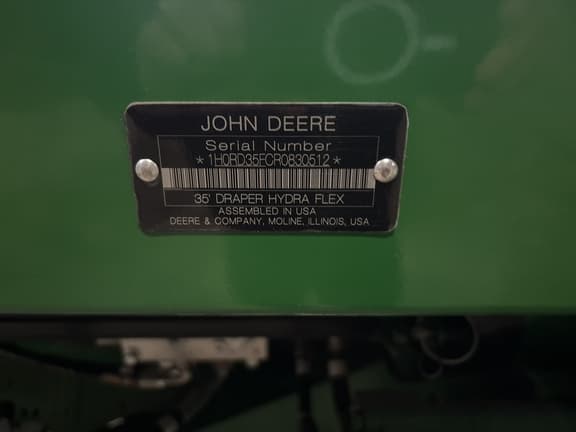 JOHN DEERE
Serial Number
*1H0RD35FCR0830512*
35' DRAPER HYDRA FLEX
ASSEMBLED IN USA
DEERE & COMPANY, MOLINE, ILLINOIS, USA